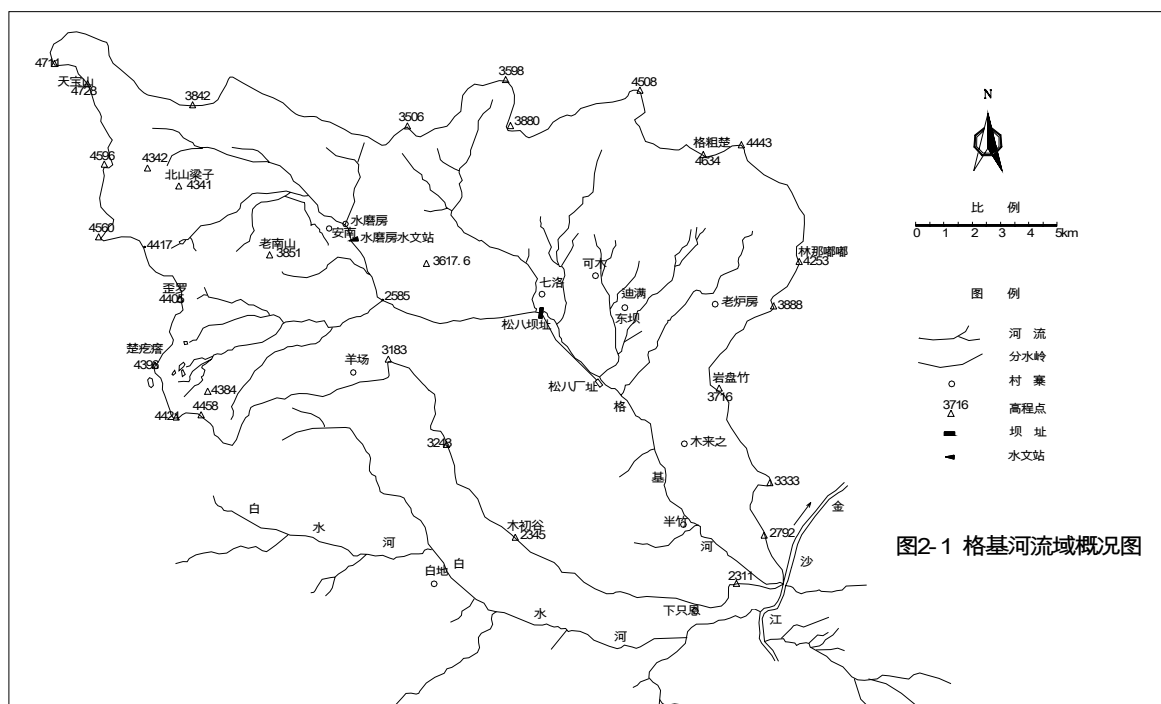 4711
天宝山
4728
3842
3598
4508
3506
3880
格粗楚
4634
4443
N
4596
4342
北山梁子
4341
比 例
0 1 2 3 4 5km
4560
4417
水磨房
安南
水磨房水文站
老南山
3851
3617.6
可木
林那嘟嘟
4253
图 例
歪罗
4405
2585
七洛
迪满
东坝
老炉房
3888
松八坝址
河 流
分水岭
楚疙瘩
4398
3183
羊场
村 寨
4384
松八厂址
格
岩盘竹
3716
3716
高程点
4424
4458
坝 址
3248
木来之
水文站
基
3333
白
水
河
木初谷
2345
半竹
河
2792
金
沙
江
图2-1 格基河流域概况图
白地
白
水
河
2311
下只恩